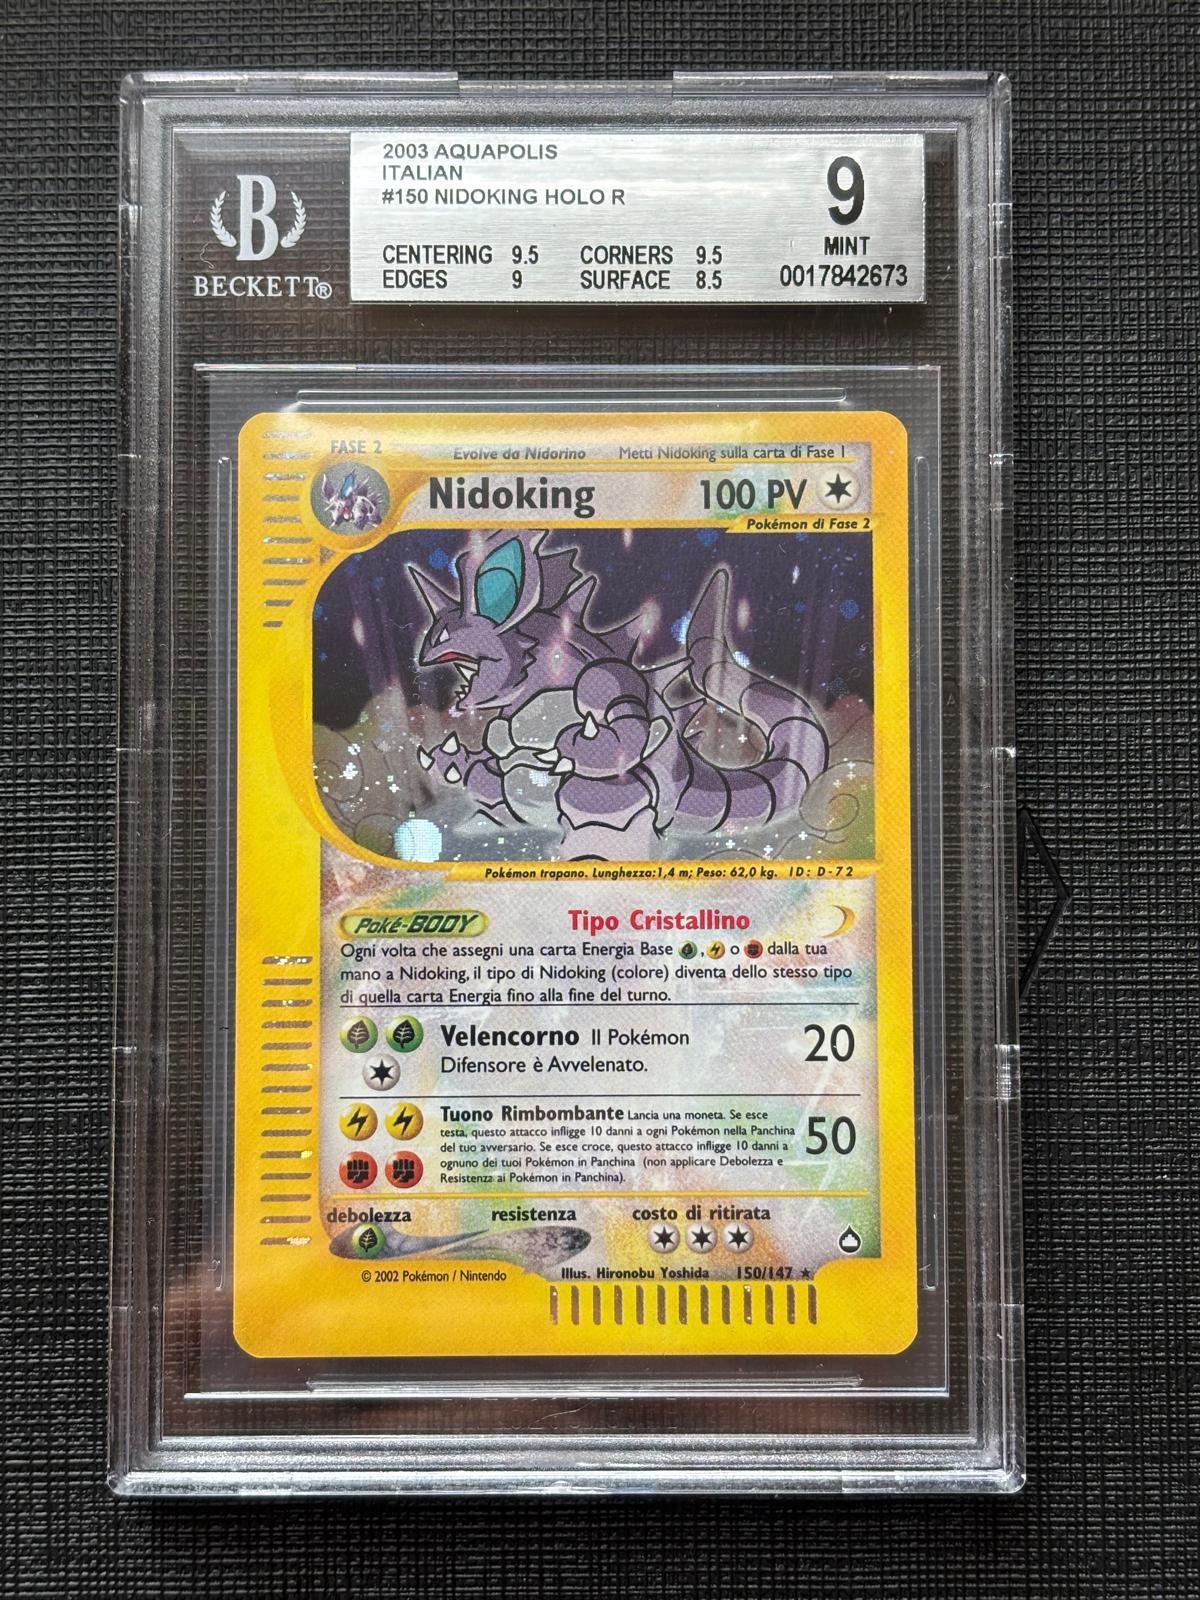 2003 AQUAPOLIS
ITALIAN
#150 NIDOKING HOLO R
9
MINT
CENTERING 9.5 CORNERS 9.5
EDGES 9 SURFACE 8.5
0017842673
B
BECKETT®
FASE 2 Evolve da Nidorino Metti Nidoking sulla carta di Fase 1
Nidoking 100 PV
Pokémon di Fase 2
Pokémon trapano. Lunghezza:1,4 m; Peso: 62,0 kg. ID: D-72
Poké-BODY Tipo Cristallino
Ogni volta che assegni una carta Energia Base , o dalla tua
mano a Nidoking, il tipo di Nidoking (colore) diventa dello stesso tipo
di quella carta Energia fino alla fine del turno.
Velencorno Il Pokémon
Difensore è Avvelenato.
20
Tuono Rimbombante Lancia una moneta. Se esce
testa, questo attacco infligge 10 danni a ogni Pokémon nella Panchina
del tuo avversario. Se esce croce, questo attacco infligge 10 danni a
ognuno dei tuoi Pokémon in Panchina (non applicare Debolezza e
Resistenza ai Pokémon in Panchina).
50
debolezza resistenza costo di ritirata
© 2002 Pokémon / Nintendo Illus. Hironobu Yoshida 150/147 ★